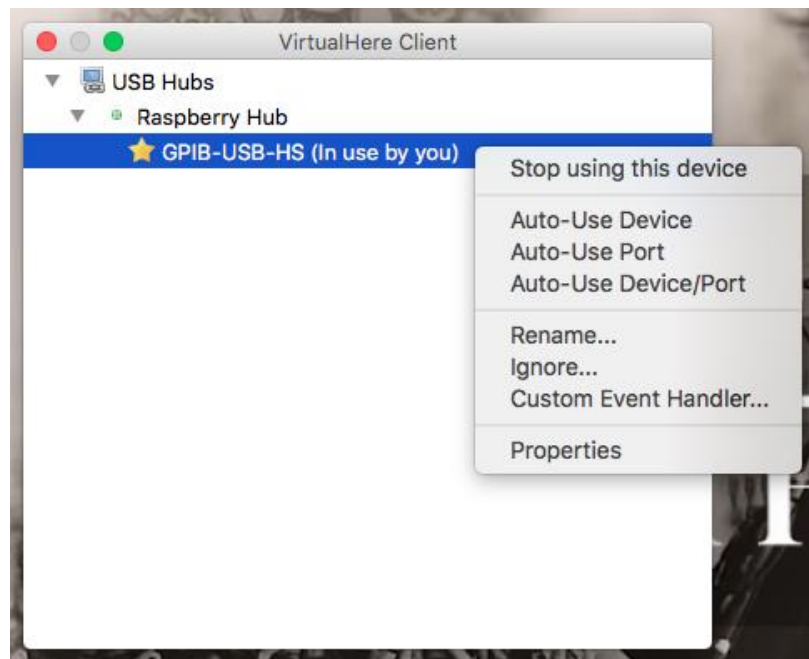 VirtualHere Client
USB Hubs
Raspberry Hub
GPIB-USB-HS (In use by you)
Stop using this device
Auto-Use Device
Auto-Use Port
Auto-Use Device/Port
Rename...
Ignore...
Custom Event Handler...
Properties